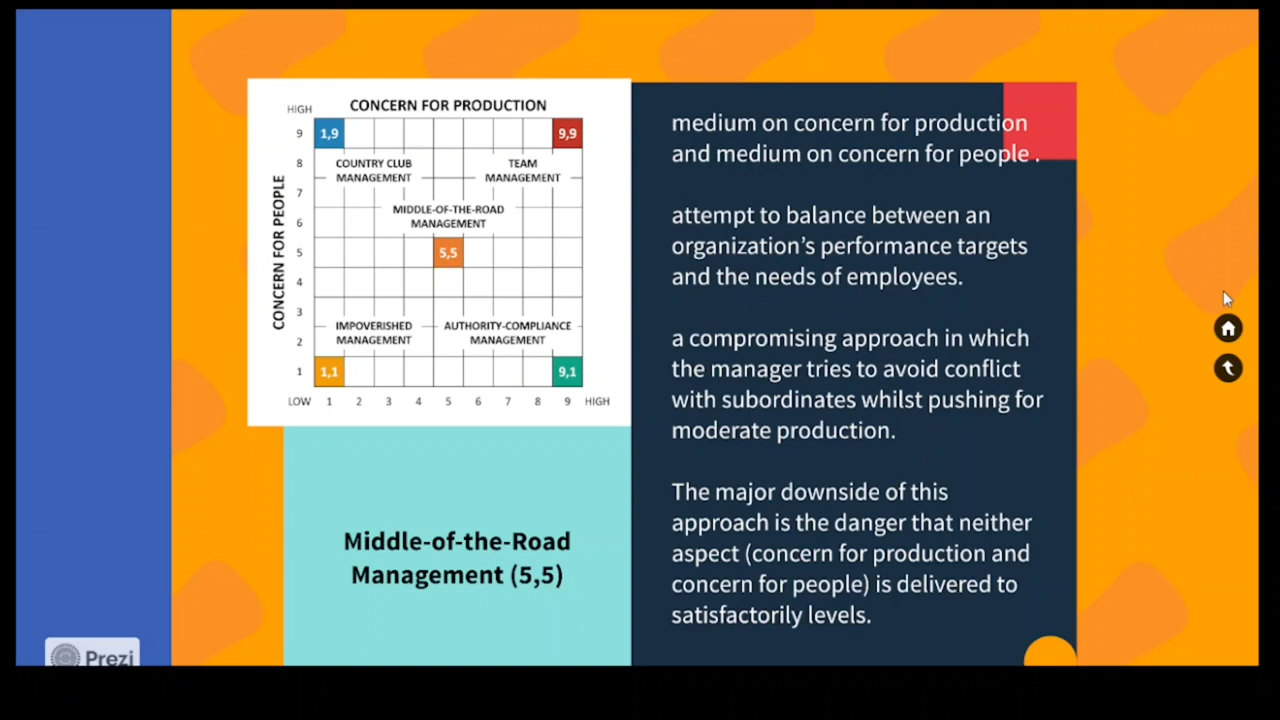 CONCERN FOR PRODUCTION
HIGH
CONCERN FOR PEOPLE
9
1,9
9,9
8
COUNTRY CLUB
MANAGEMENT
TEAM
MANAGEMENT
7
MIDDLE-OF-THE-ROAD
MANAGEMENT
6
5
5,5
4
3
IMPOVERISHED
MANAGEMENT
AUTHORITY-COMPLIANCE
MANAGEMENT
2
1
1,1
9,1
LOW 1 2 3 4 5 6 7 8 9 HIGH
Middle-of-the-Road
Management (5,5)
medium on concern for production
and medium on concern for people .
attempt to balance between an
organization’s performance targets
and the needs of employees.
a compromising approach in which
the manager tries to avoid conflict
with subordinates whilst pushing for
moderate production.
The major downside of this
approach is the danger that neither
aspect (concern for production and
concern for people) is delivered to
satisfactorily levels.
Prezi